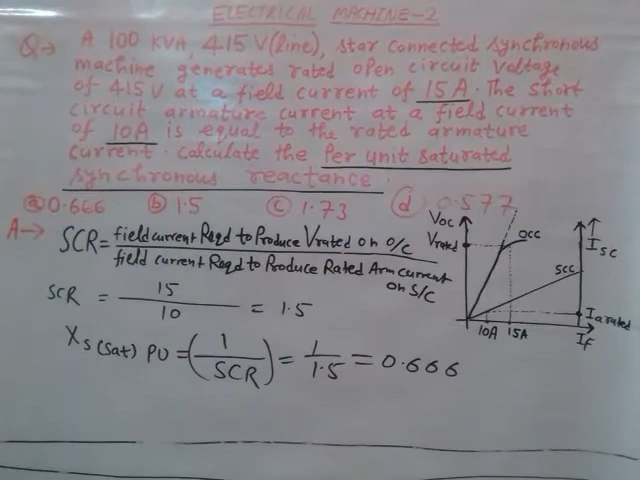 ELECTRICAL MACHINE-2
Q→ A 100 KVA, 415 V(line), star connected synchronous
machine generates rated open circuit voltage
of 415 V at a field current of 15A. The short
circuit armature current at a field current
of 10A is equal to the rated armature
current. calculate the Per unit saturated
synchronous reactance.
(a) 0.666 (b) 1.5 (c) 1.73 (d) 0.577
A→ SCR = field current Reqd to Produce Vrated on O/C
field current Reqd to Produce Rated Arm current
on S/C
SCR = 15
10 = 1.5
Xs(sat) PU = (1
SCR) = 1
1.5 = 0.666
Voc
Vrated
OCC
Isc
SCC
Ia rated
10A 15A
If